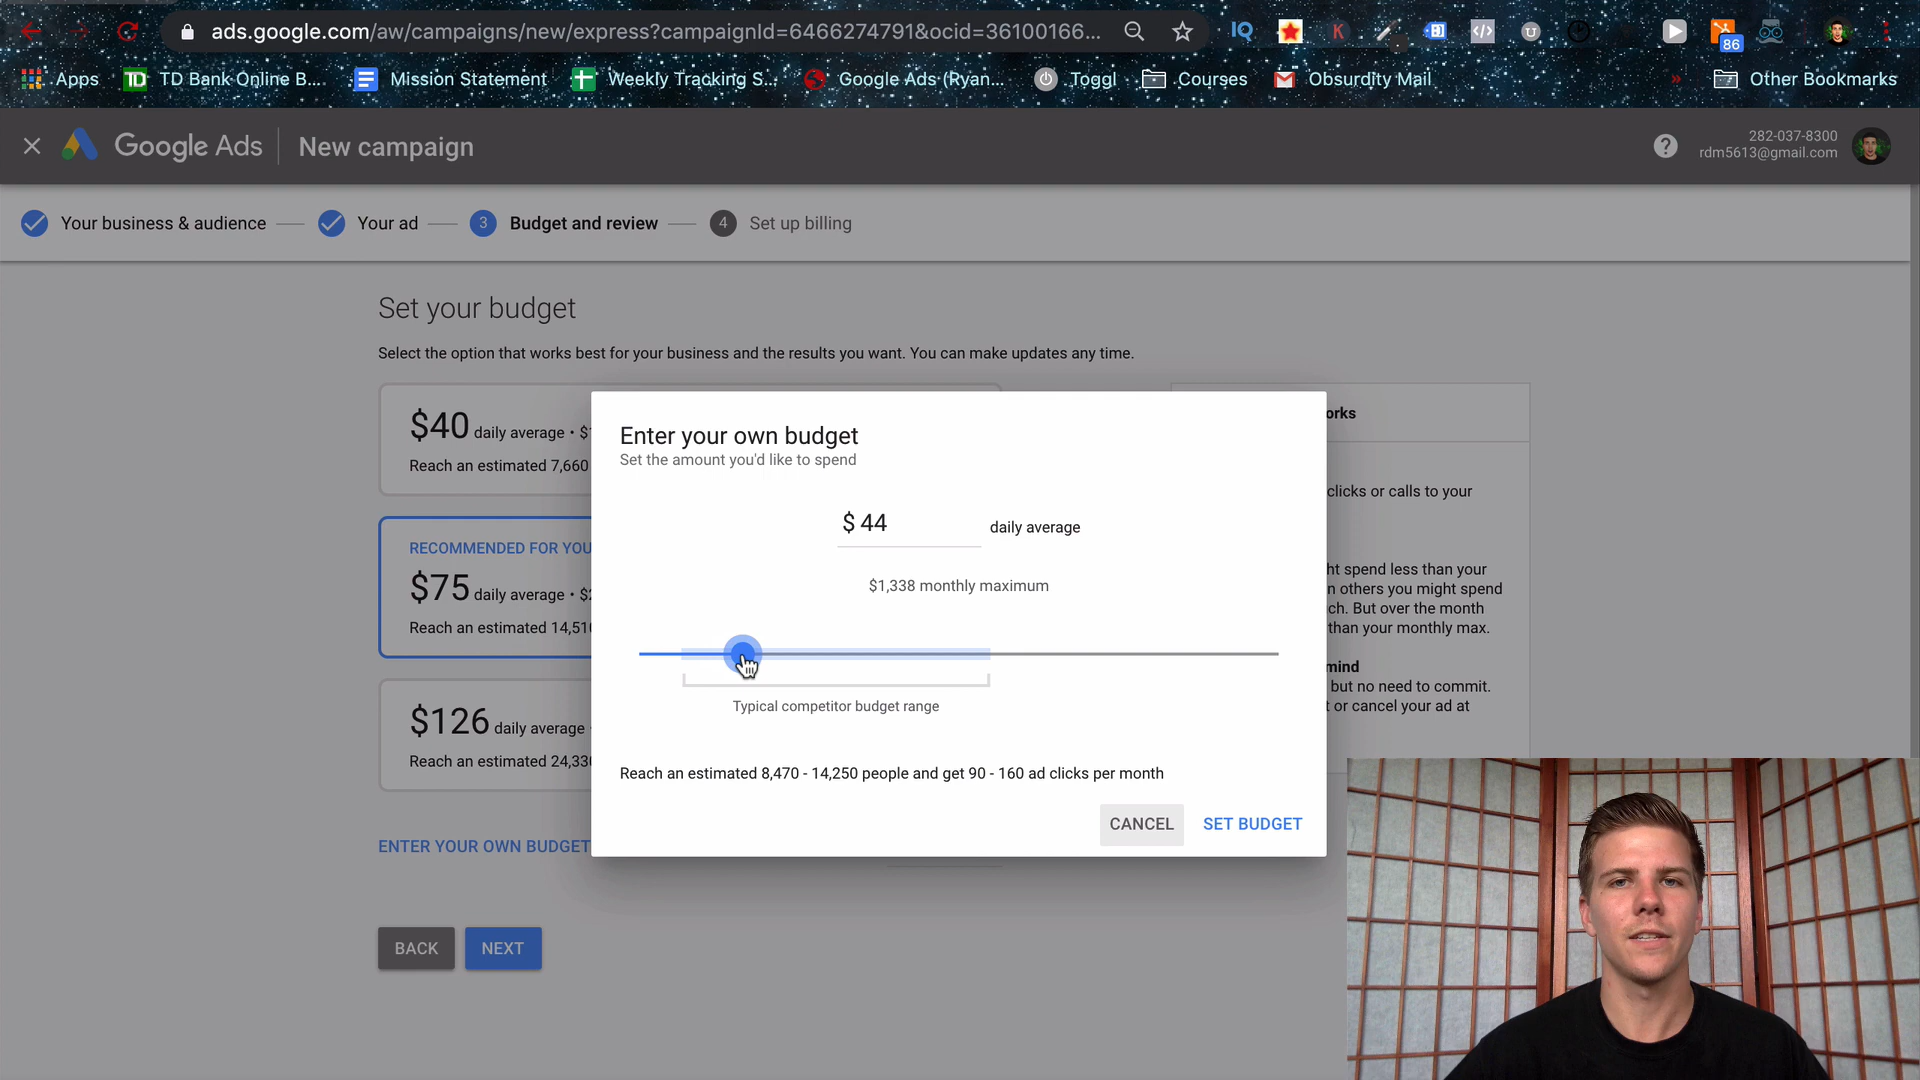 ads.google.com/aw/campaigns/new/express?campaignId=6466274791&ocid=36100166...
86
Apps
TD Bank Online B...
Mission Statement
Weekly Tracking S...
Google Ads (Ryan...
Toggl
Courses
Obsurdity Mail
»
Other Bookmarks
Google Ads
New campaign
282-037-8300
rdm5613@gmail.com
Your business & audience
Your ad
3 Budget and review
4 Set up billing
Set your budget
Select the option that works best for your business and the results you want. You can make updates any time.
$40 daily average •
Reach an estimated 7,660
RECOMMENDED FOR YOU
$75 daily average •
Reach an estimated 14,51
$126 daily average
Reach an estimated 24,33
ENTER YOUR OWN BUDGET
BACK
NEXT
Enter your own budget
Set the amount you'd like to spend
$ 44 daily average
$1,338 monthly maximum
Typical competitor budget range
Reach an estimated 8,470 - 14,250 people and get 90 - 160 ad clicks per month
CANCEL
SET BUDGET
orks
clicks or calls to your
ht spend less than your
n others you might spend
ch. But over the month
than your monthly max.
mind
but no need to commit.
t or cancel your ad at